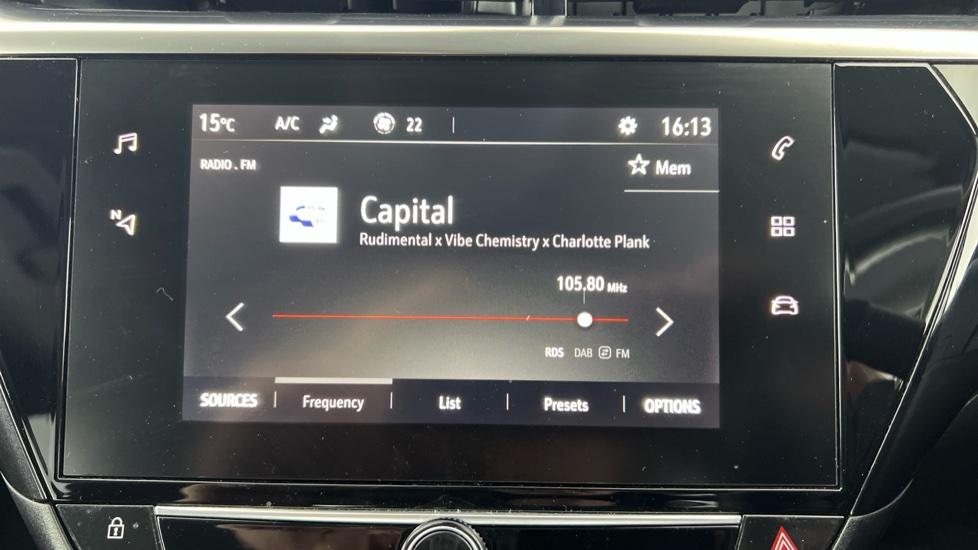 15°C A/C 22 16:13
RADIO . FM
Mem
Capital
Rudimental x Vibe Chemistry x Charlotte Plank
105.80 MHz
RDS DAB FM
SOURCES Frequency List Presets OPTIONS
N